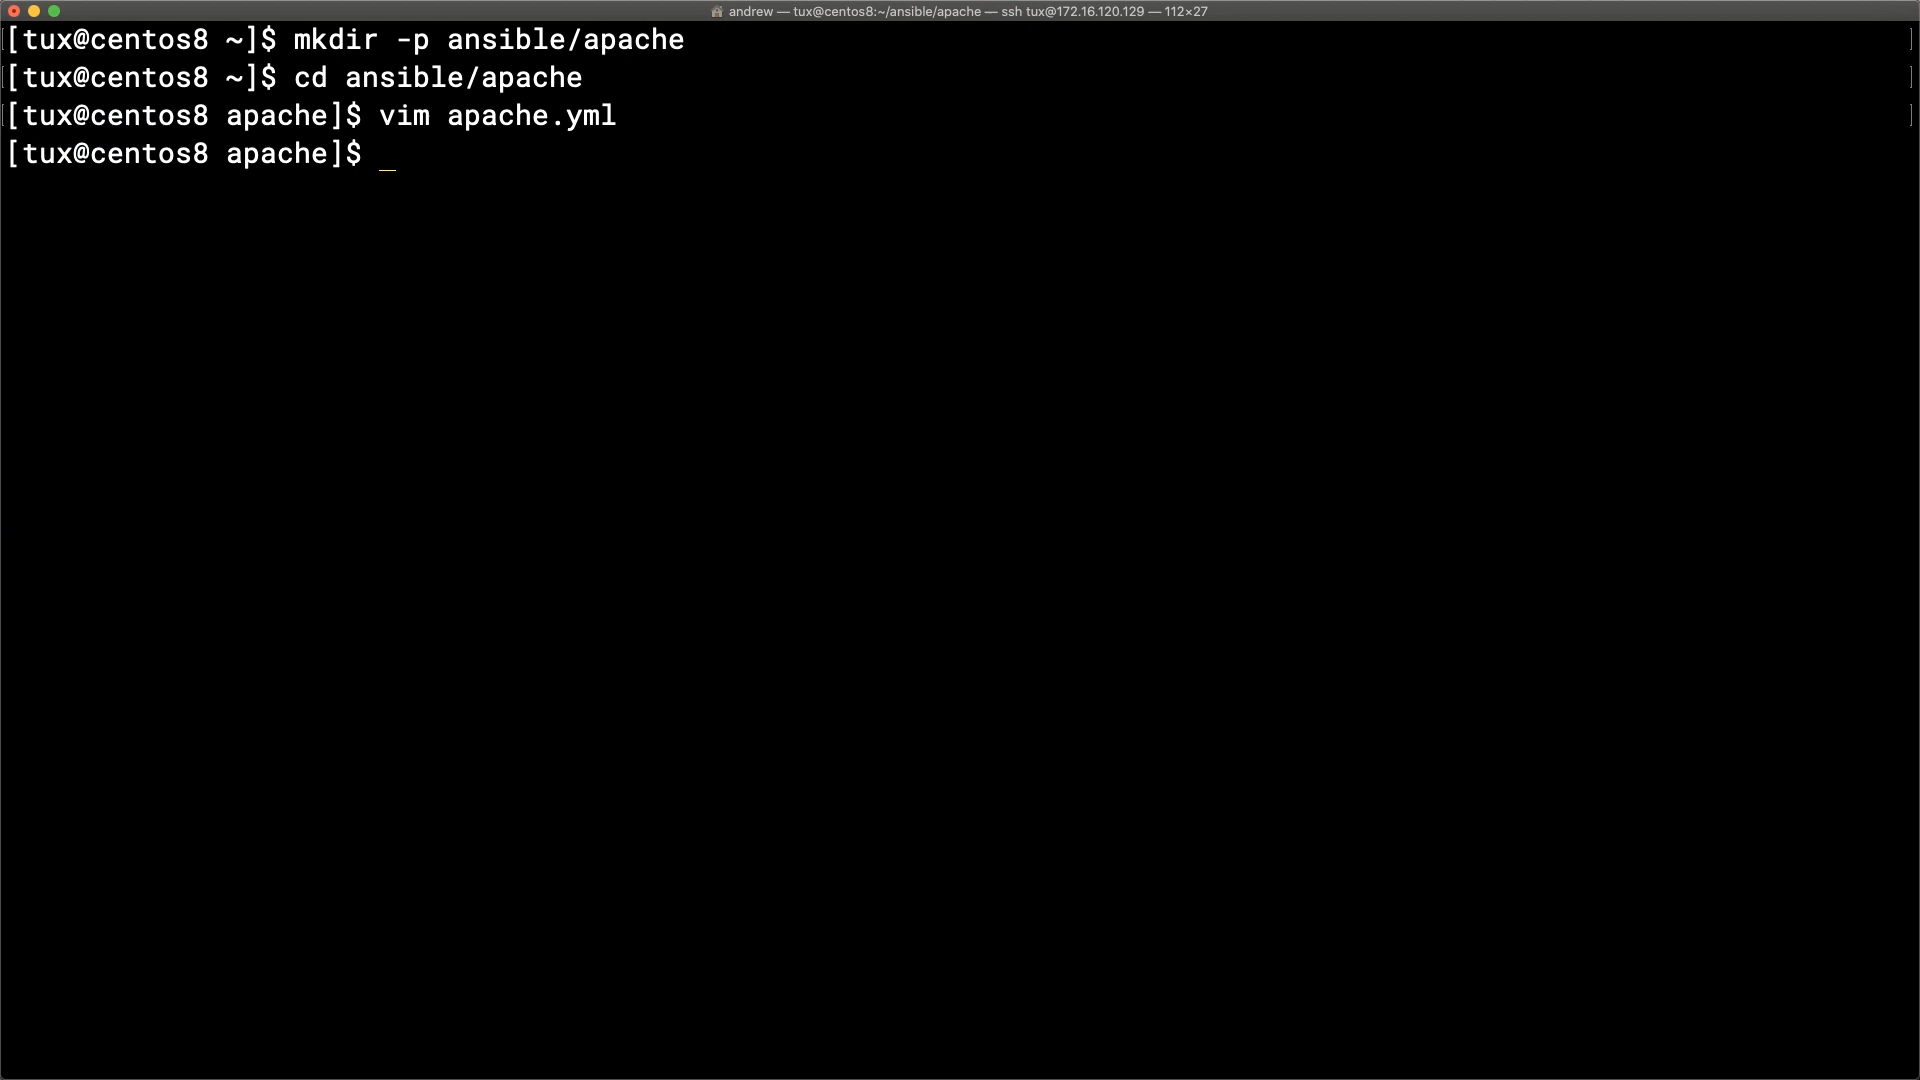 andrew — tux@centos8:~/ansible/apache — ssh tux@172.16.120.129 — 112×27
[tux@centos8 ~]$ mkdir -p ansible/apache
[tux@centos8 ~]$ cd ansible/apache
[tux@centos8 apache]$ vim apache.yml
[tux@centos8 apache]$ _